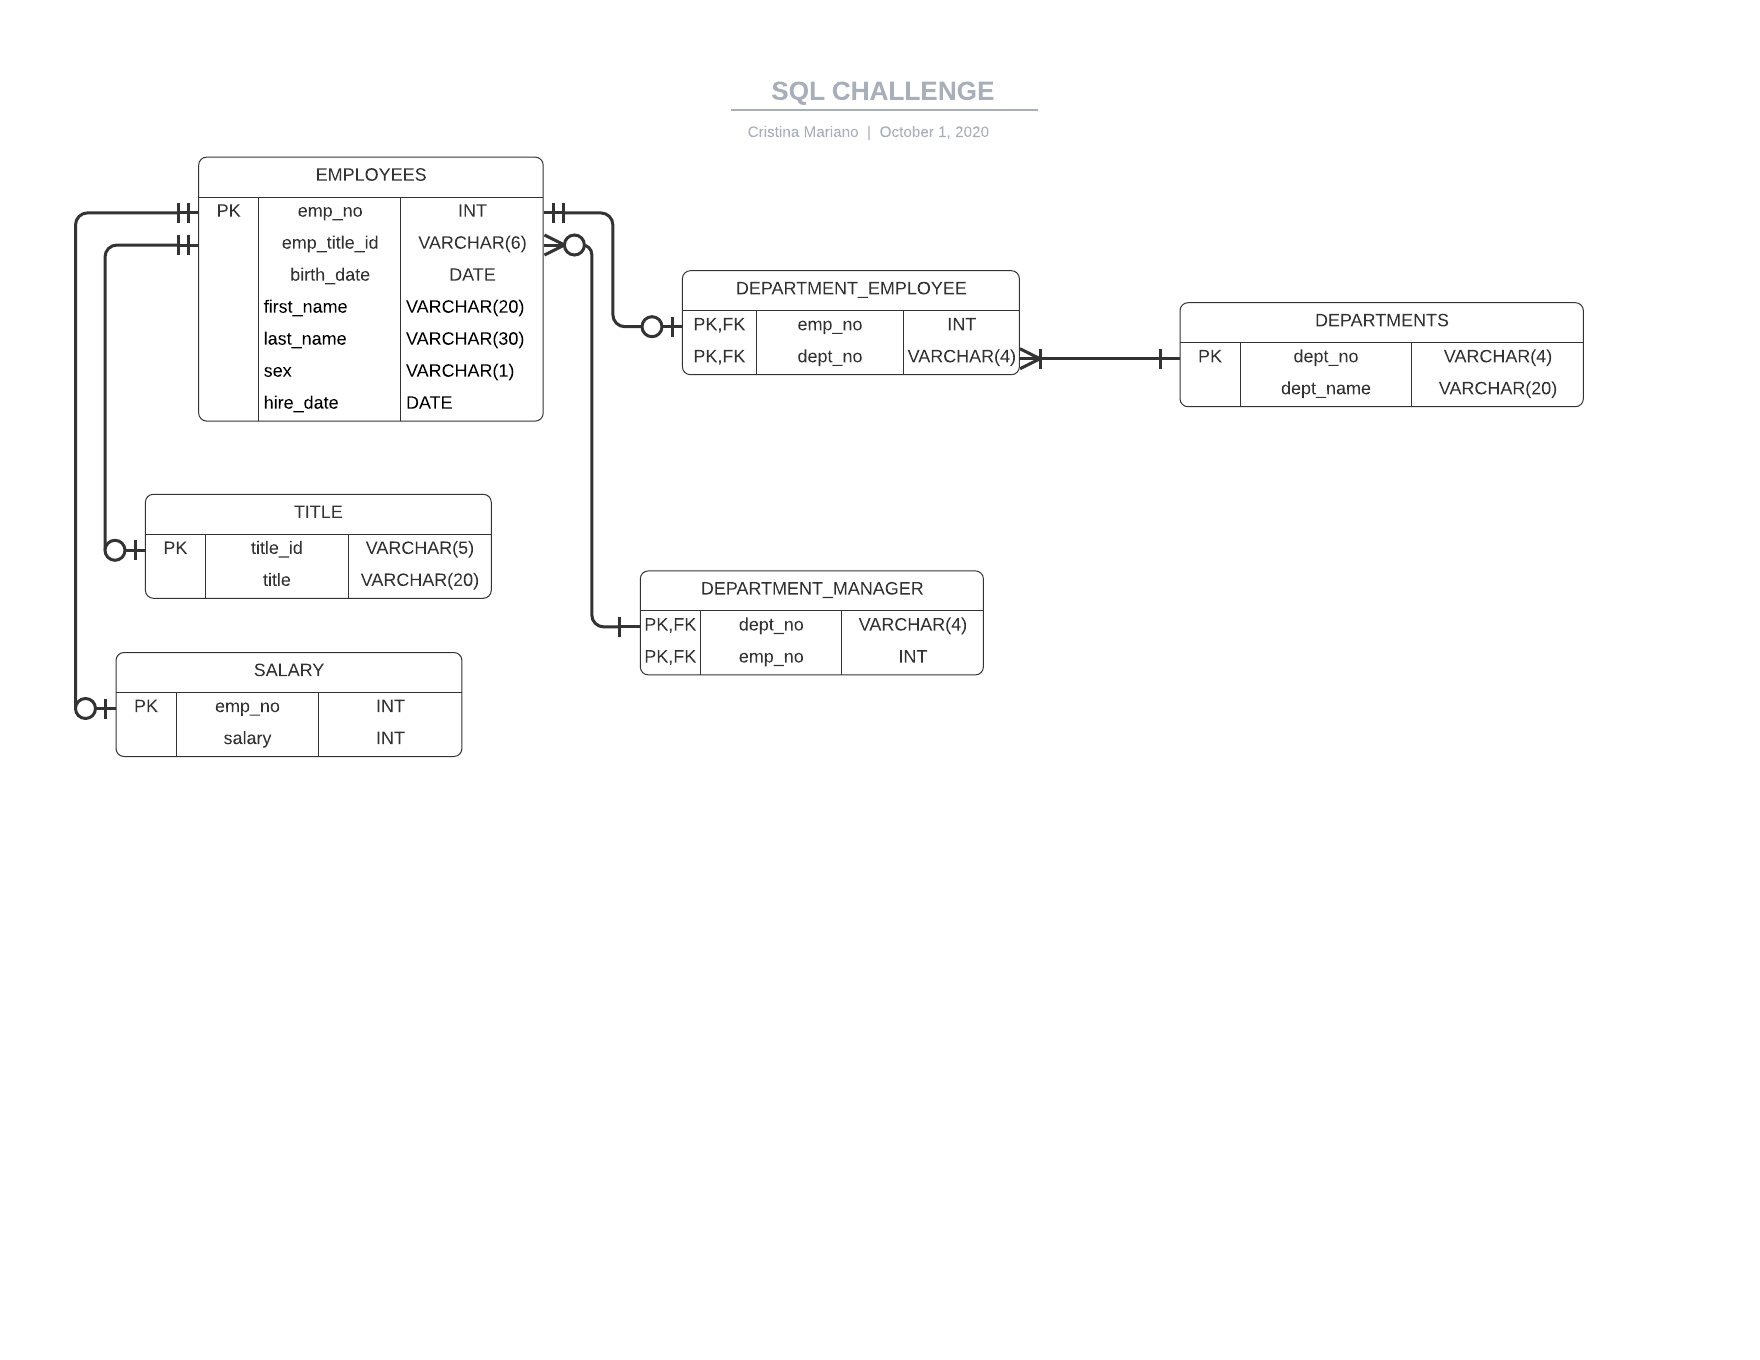 SQL CHALLENGE
Cristina Mariano | October 1, 2020
EMPLOYEES
PK emp_no INT
emp_title_id VARCHAR(6)
birth_date DATE
first_name VARCHAR(20)
last_name VARCHAR(30)
sex VARCHAR(1)
hire_date DATE
DEPARTMENT_EMPLOYEE
PK,FK emp_no INT
PK,FK dept_no VARCHAR(4)
DEPARTMENTS
PK dept_no VARCHAR(4)
dept_name VARCHAR(20)
TITLE
PK title_id VARCHAR(5)
title VARCHAR(20)
DEPARTMENT_MANAGER
PK,FK dept_no VARCHAR(4)
PK,FK emp_no INT
SALARY
PK emp_no INT
salary INT